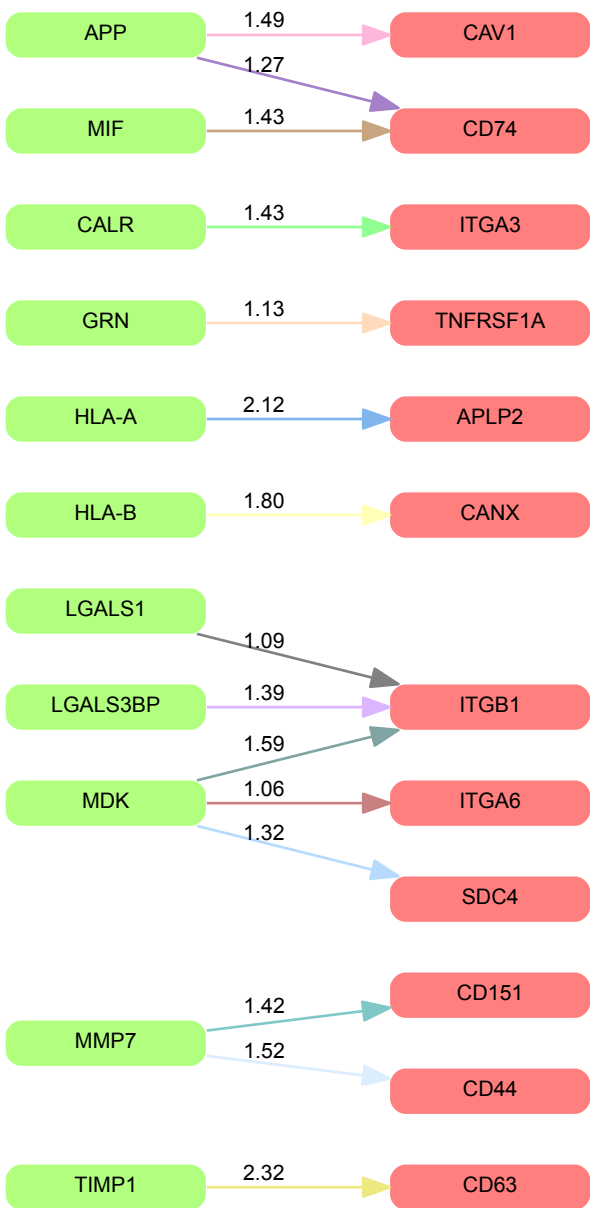 APP 1.49 CAV1
1.27
MIF 1.43 CD74
CALR 1.43 ITGA3
GRN 1.13 TNFRSF1A
HLA-A 2.12 APLP2
HLA-B 1.80 CANX
LGALS1
1.09
LGALS3BP 1.39 ITGB1
1.59
MDK 1.06 ITGA6
1.32
SDC4
CD151
1.42
MMP7
1.52
CD44
TIMP1 2.32 CD63